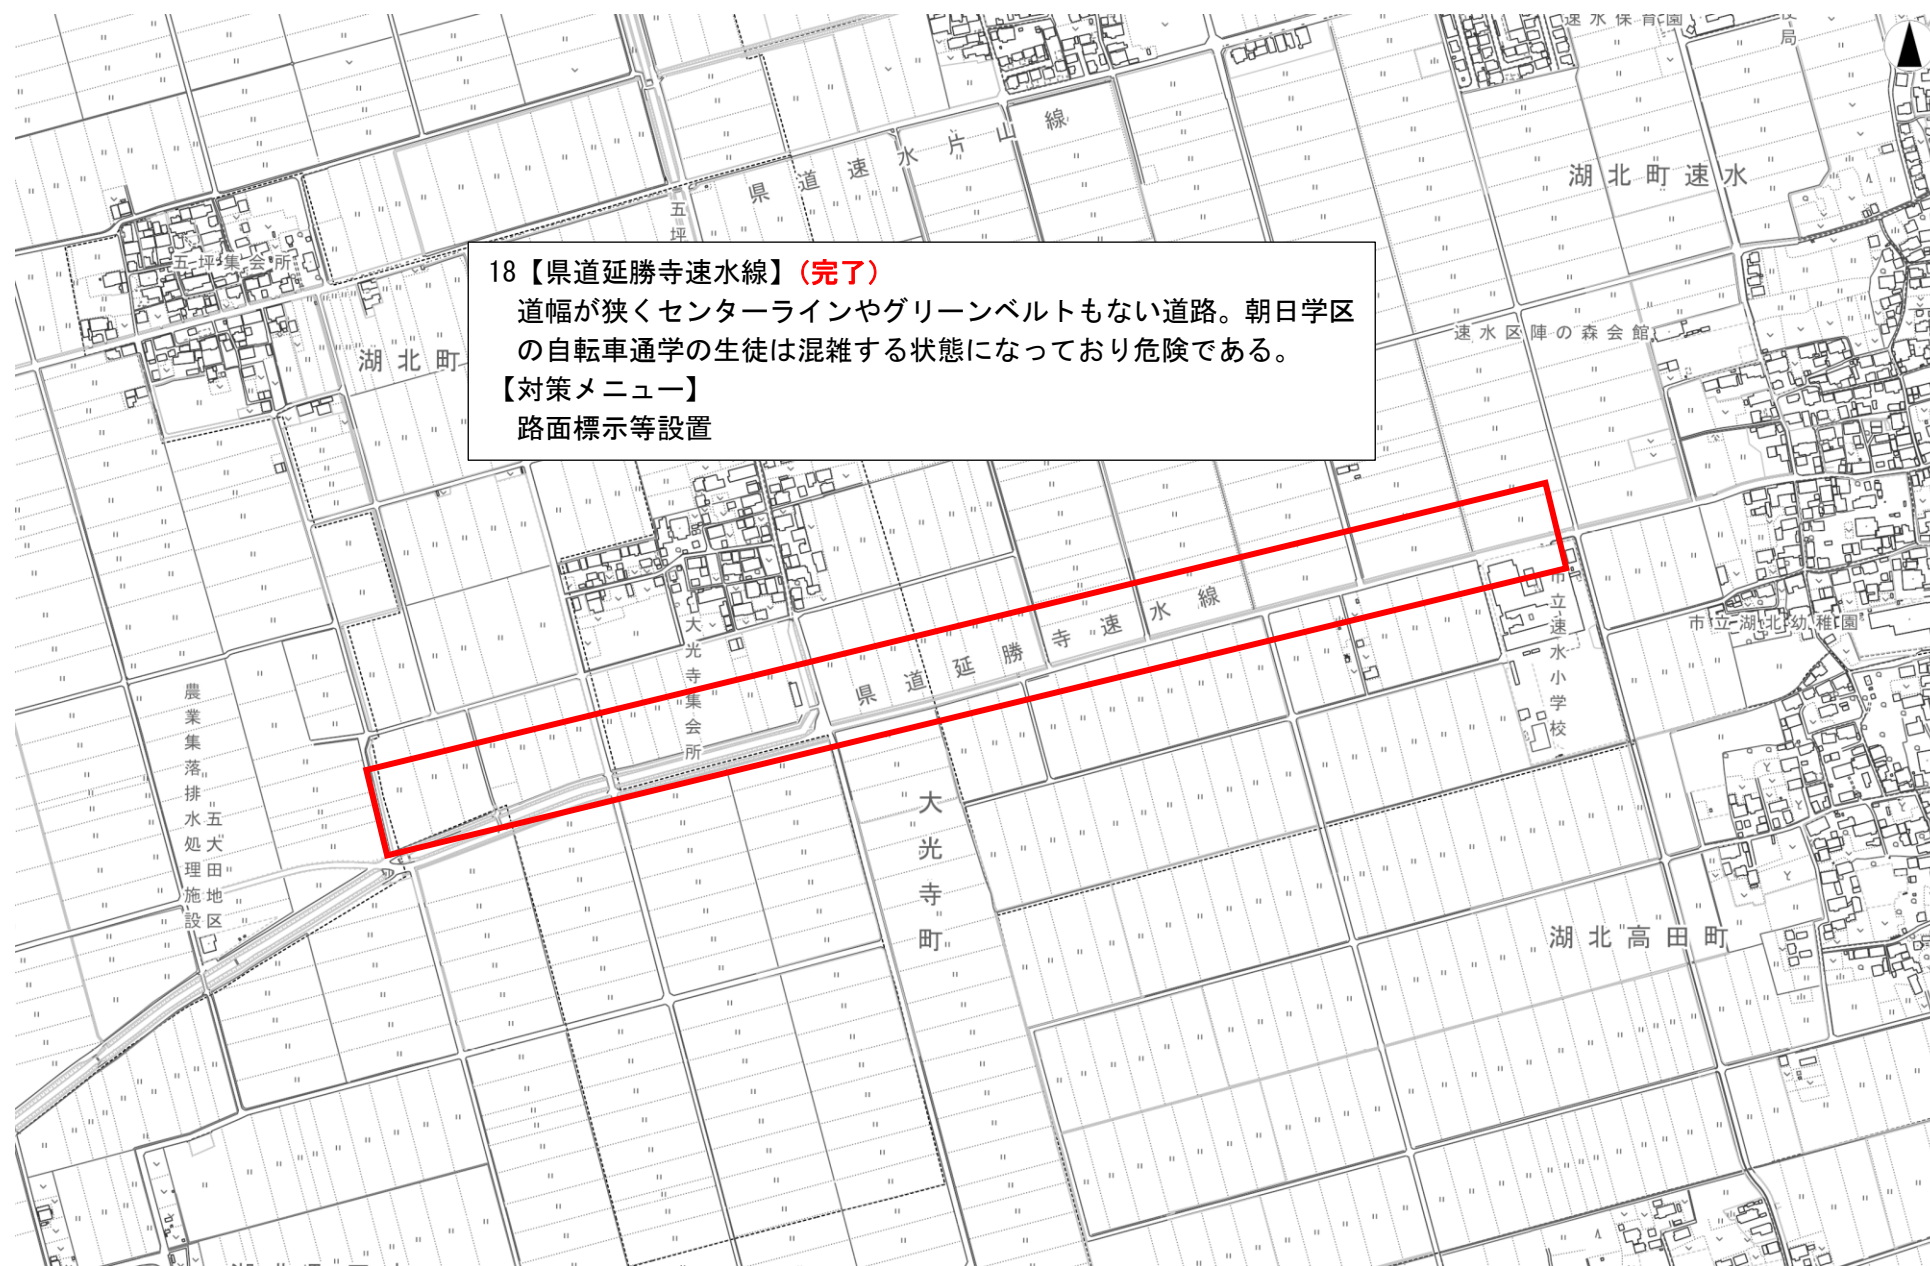 速水保育園
局
県道速水片山線
湖北町速水
五坪
五坪集会所
18【県道延勝寺速水線】(完了)
道幅が狭くセンターラインやグリーンベルトもない道路。朝日学区
の自転車通学の生徒は混雑する状態になっており危険である。
【対策メニュー】
路面標示等設置
湖北町
速水区陣の森会館
県道延勝寺速水線
大光寺集会所
市立速水小学校
市立湖北幼稚園
農業集落排水処理施設
五大田地区
大光寺町
湖北高田町